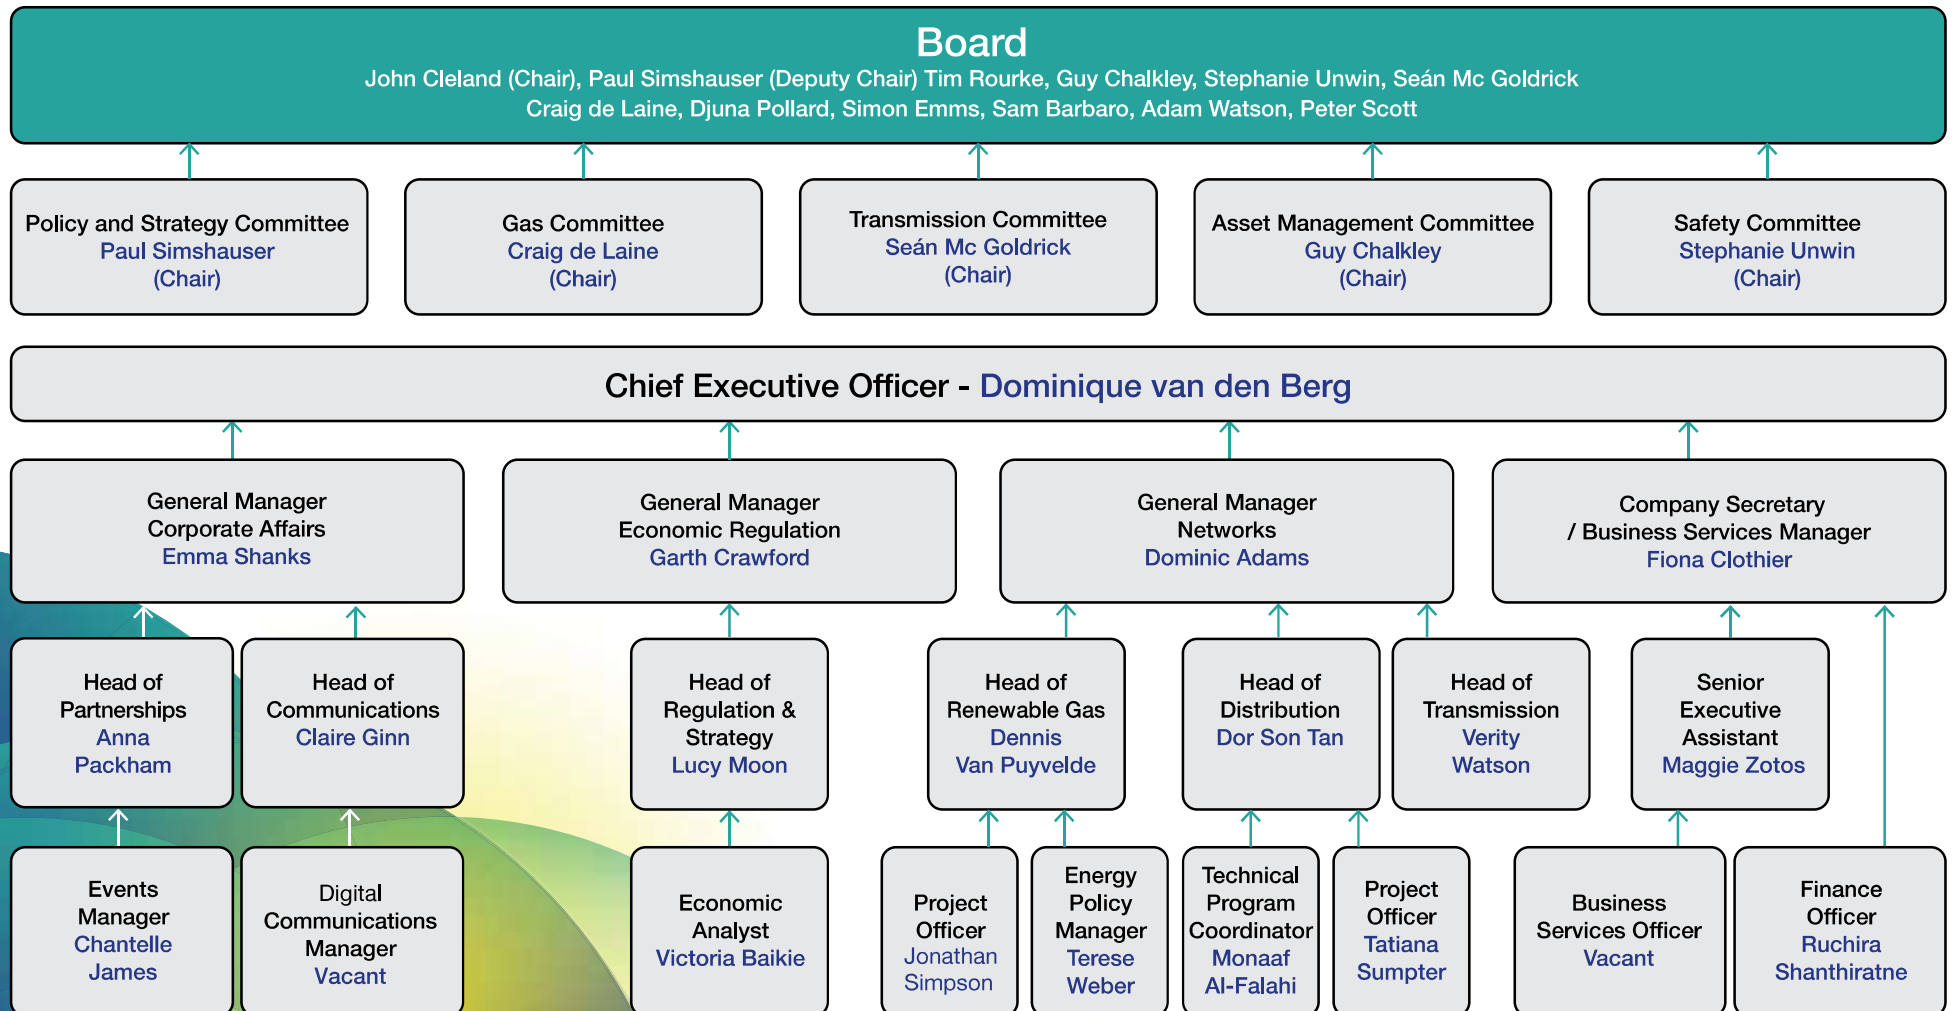 Board
John Cleland (Chair), Paul Simshauser (Deputy Chair) Tim Rourke, Guy Chalkley, Stephanie Unwin, Seán Mc Goldrick
Craig de Laine, Djuna Pollard, Simon Emms, Sam Barbaro, Adam Watson, Peter Scott
Policy and Strategy Committee
Paul Simshauser
(Chair)
Gas Committee
Craig de Laine
(Chair)
Transmission Committee
Seán Mc Goldrick
(Chair)
Asset Management Committee
Guy Chalkley
(Chair)
Safety Committee
Stephanie Unwin
(Chair)
Chief Executive Officer - Dominique van den Berg
General Manager
Corporate Affairs
Emma Shanks
General Manager
Economic Regulation
Garth Crawford
General Manager
Networks
Dominic Adams
Company Secretary
/ Business Services Manager
Fiona Clothier
Head of
Partnerships
Anna
Packham
Head of
Communications
Claire Ginn
Head of
Regulation &
Strategy
Lucy Moon
Head of
Renewable Gas
Dennis
Van Puyvelde
Head of
Distribution
Dor Son Tan
Head of
Transmission
Verity
Watson
Senior
Executive
Assistant
Maggie Zotos
Events
Manager
Chantelle
James
Digital
Communications
Manager
Vacant
Economic
Analyst
Victoria Baikie
Project
Officer
Jonathan
Simpson
Energy
Policy
Manager
Terese
Weber
Technical
Program
Coordinator
Monaaf
Al-Falahi
Project
Officer
Tatiana
Sumpter
Business
Services Officer
Vacant
Finance
Officer
Ruchira
Shanthiratne